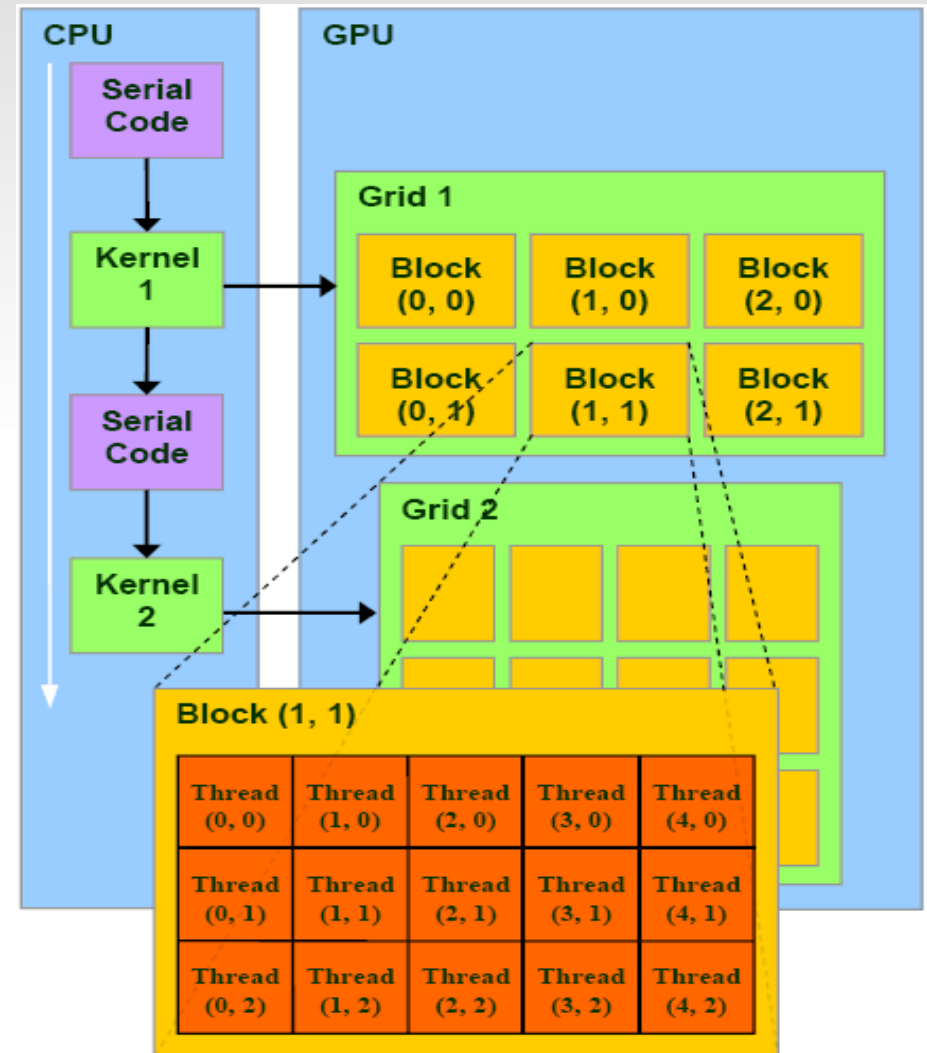 CPU
Serial
Code
Kernel
1
Serial
Code
Kernel
2
GPU
Grid 1
Block
(0, 0)
Block
(1, 0)
Block
(2, 0)
Block
(0, 1)
Block
(1, 1)
Block
(2, 1)
Grid 2
Block (1, 1)
Thread
(0, 0)
Thread
(1, 0)
Thread
(2, 0)
Thread
(3, 0)
Thread
(4, 0)
Thread
(0, 1)
Thread
(1, 1)
Thread
(2, 1)
Thread
(3, 1)
Thread
(4, 1)
Thread
(0, 2)
Thread
(1, 2)
Thread
(2, 2)
Thread
(3, 2)
Thread
(4, 2)